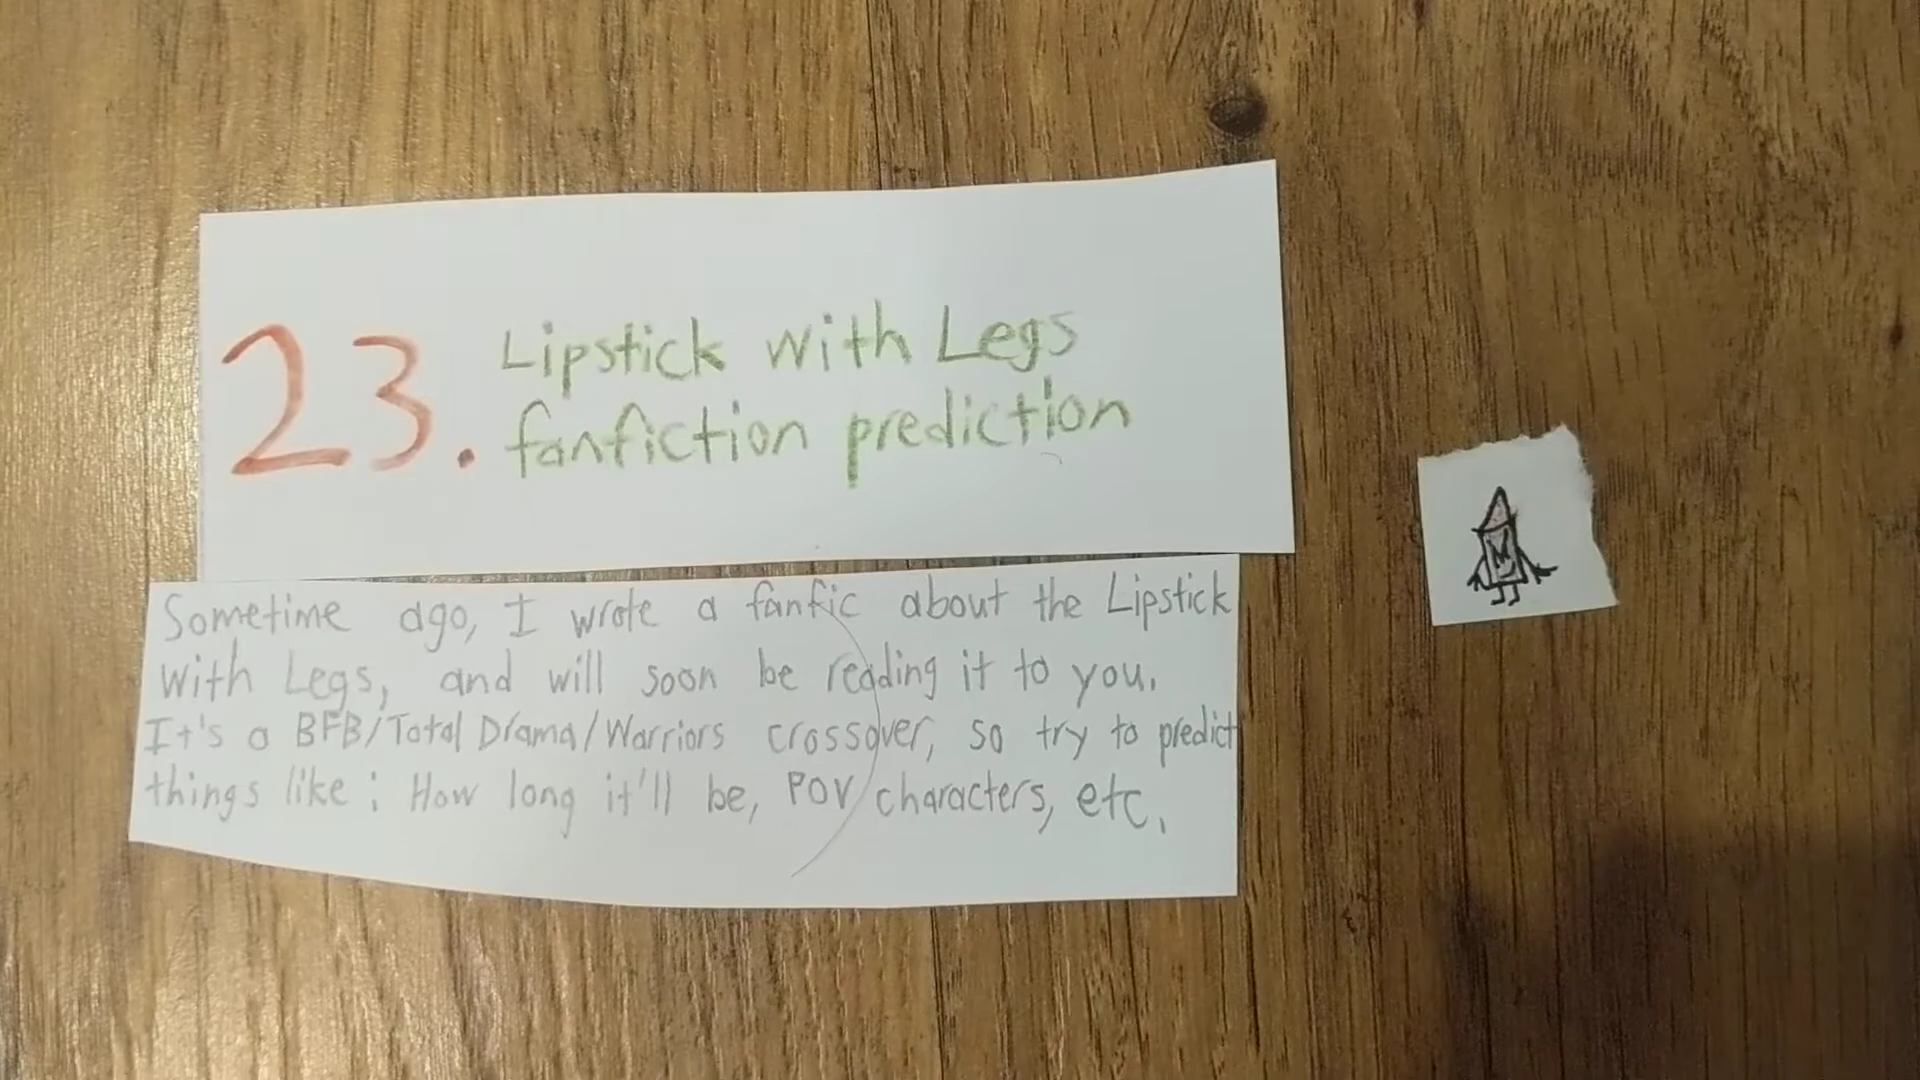 23. Lipstick with Legs
fanfiction prediction
Sometime ago, I wrote a fanfic about the Lipstick
With Legs, and will soon be reading it to you.
It's a BFB/Total Drama/Warriors crossover, so try to predict
things like: How long it'll be, POV characters, etc.
M